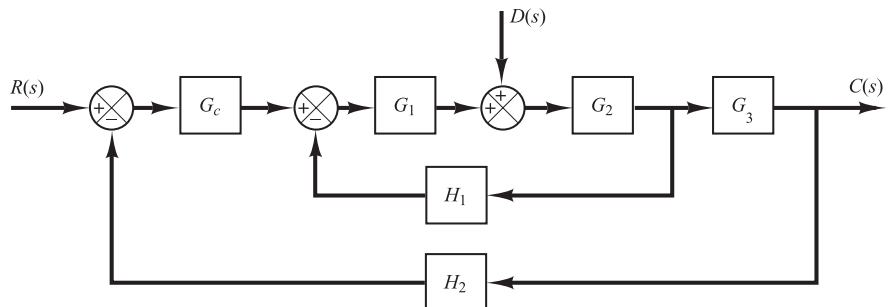 D(s)
R(s)
C(s)
+
−
G_c
+
−
G_1
+
+
G_2
G_3
H_1
H_2